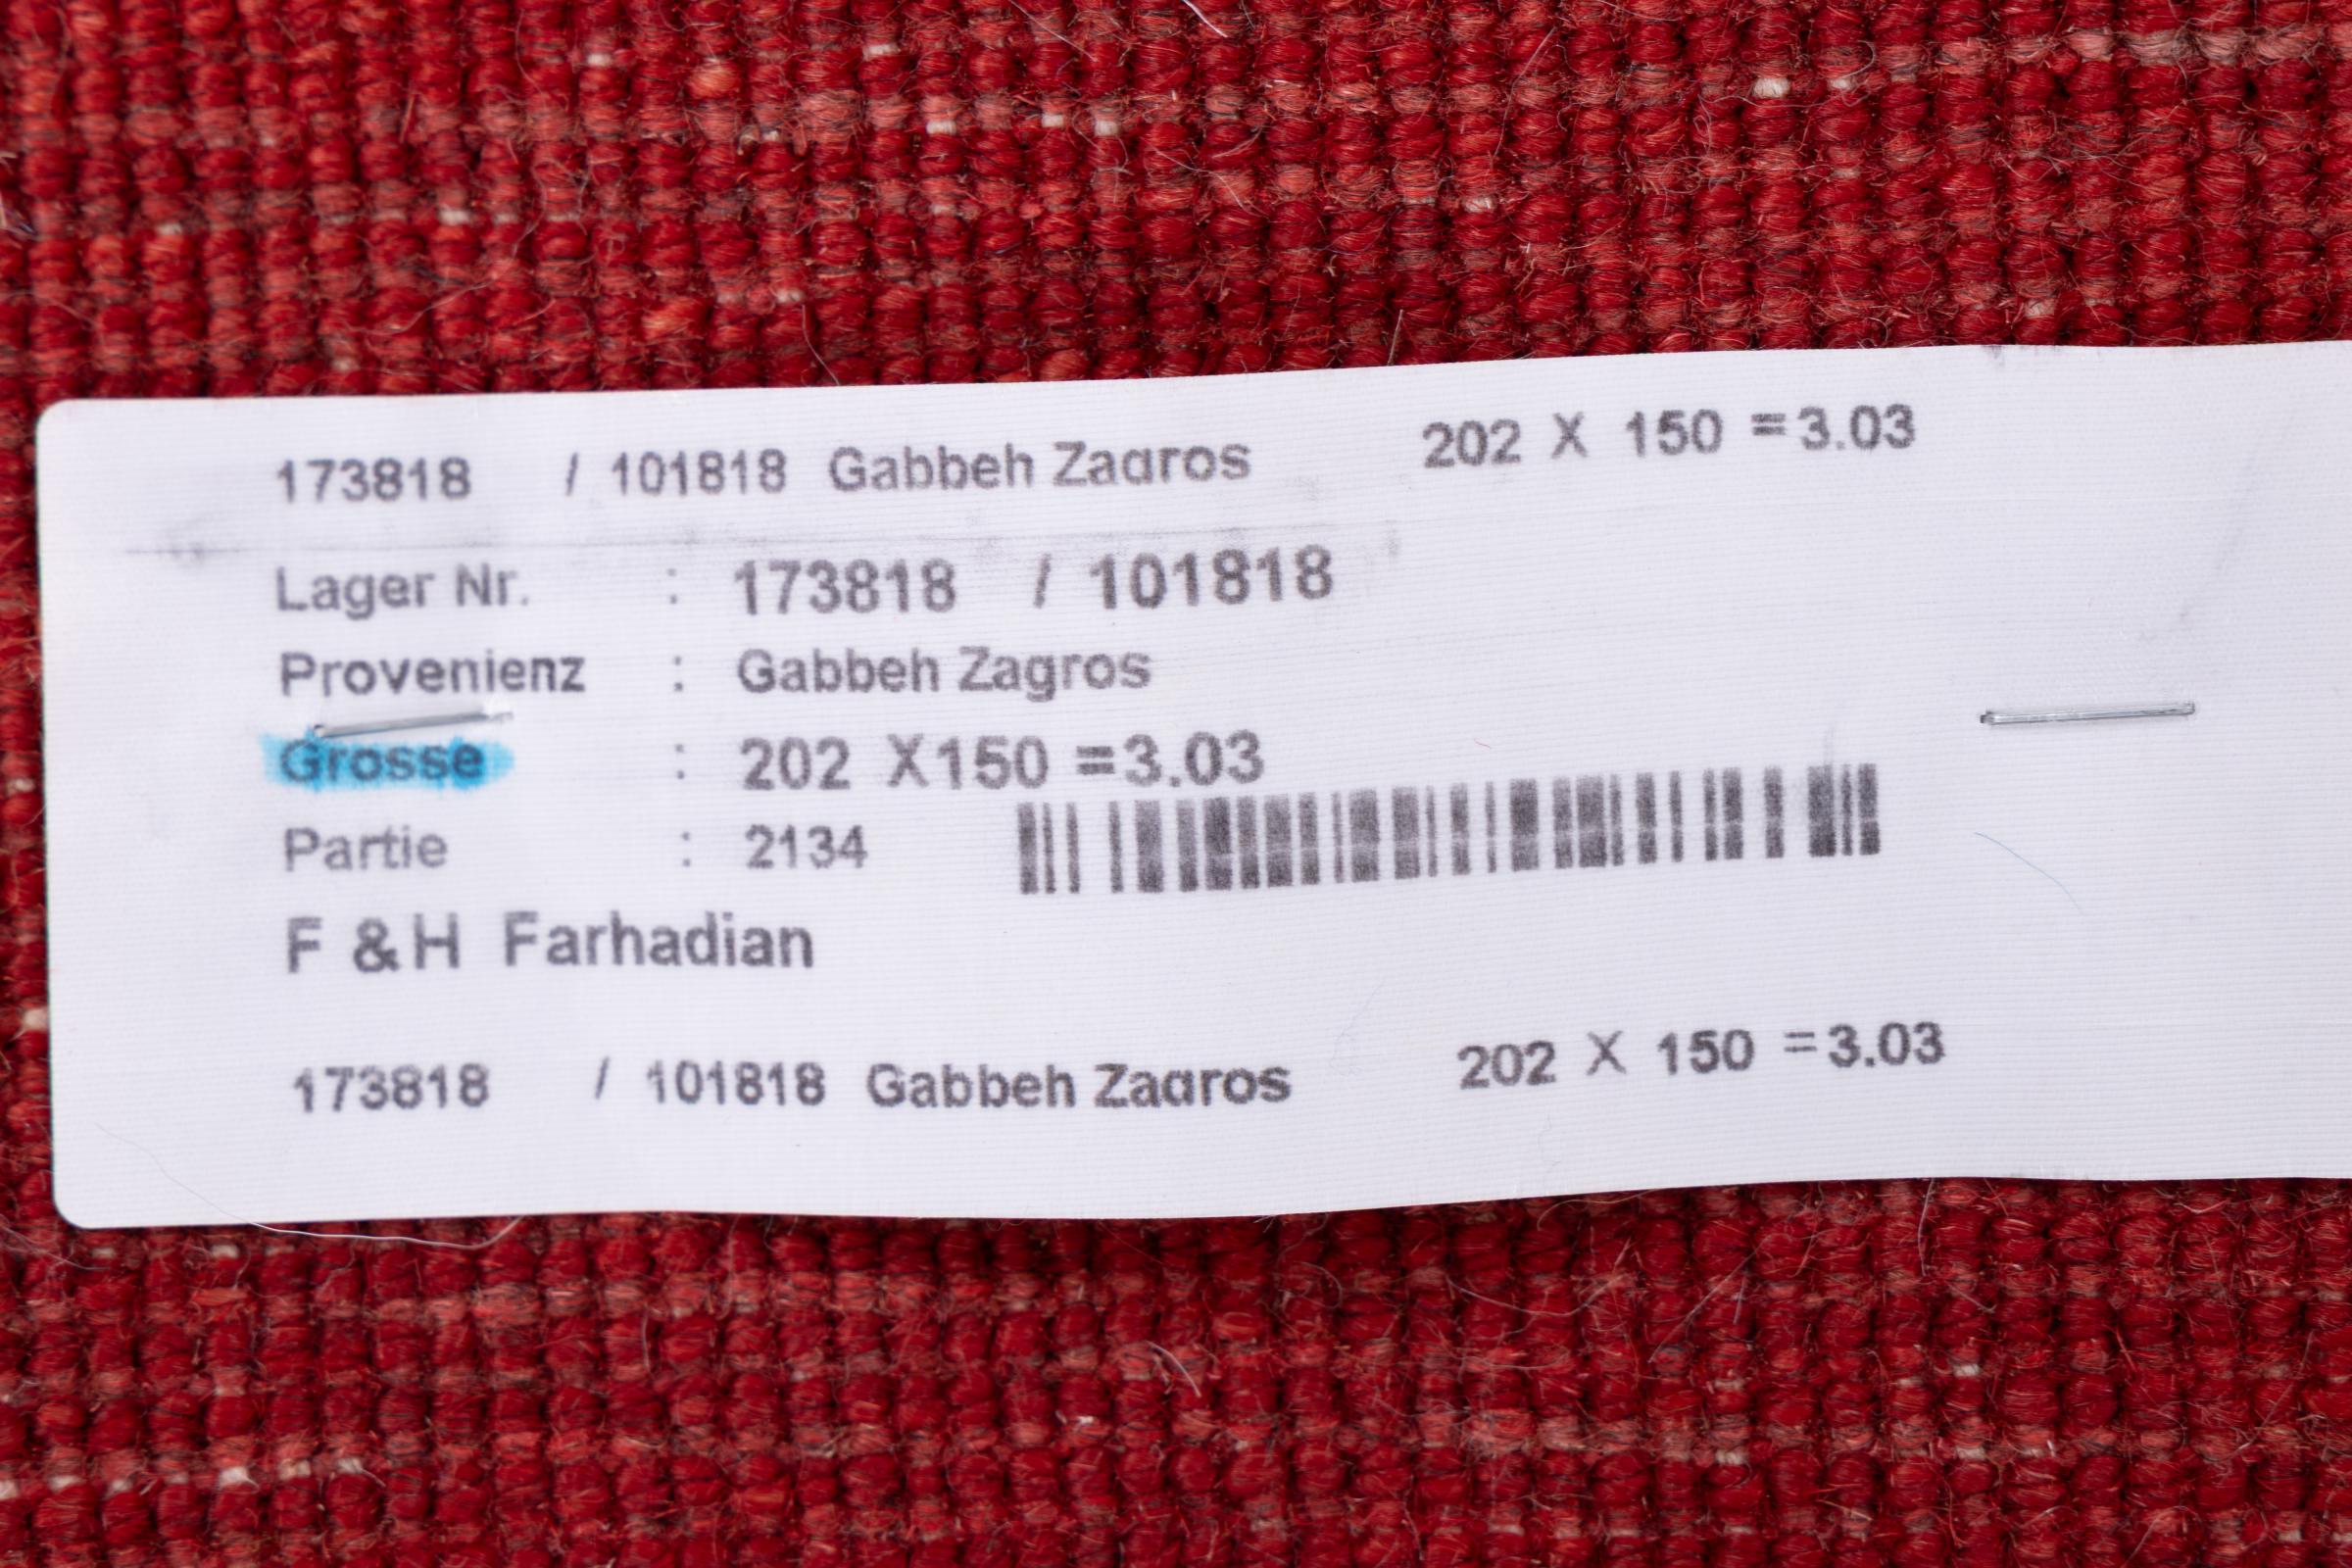 173818 / 101818 Gabbeh Zagros 202 X 150 =3.03
Lager Nr. : 173818 / 101818
Provenienz : Gabbeh Zagros
Grosse : 202 X150 =3.03
Partie : 2134
F &H Farhadian
173818 / 101818 Gabbeh Zagros 202 X 150 =3.03